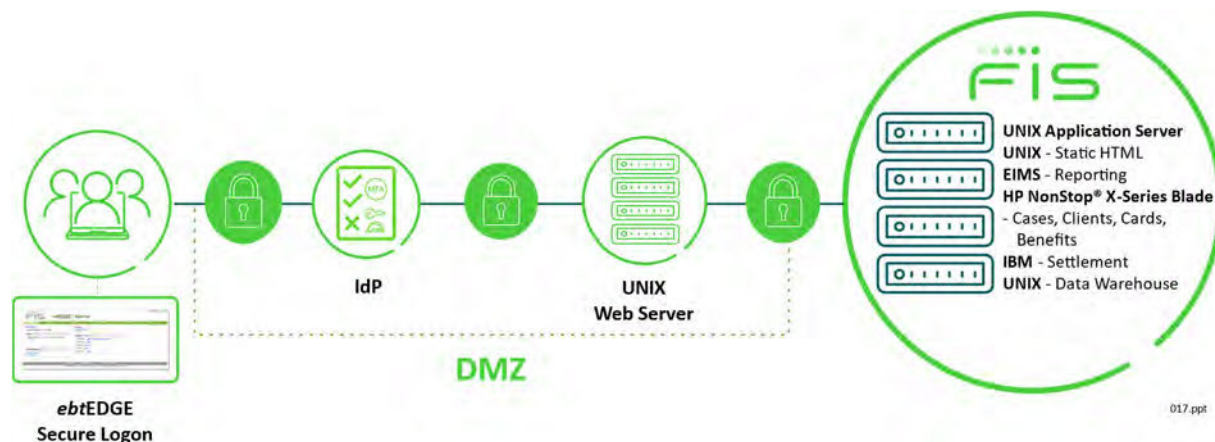 FIS
UNIX Application Server
UNIX - Static HTML
EIMS - Reporting
HP NonStop® X-Series Blade
- Cases, Clients, Cards,
Benefits
IBM - Settlement
UNIX - Data Warehouse
MFA
IdP
UNIX
Web Server
DMZ
ebtEDGE
Secure Logon
017.ppt